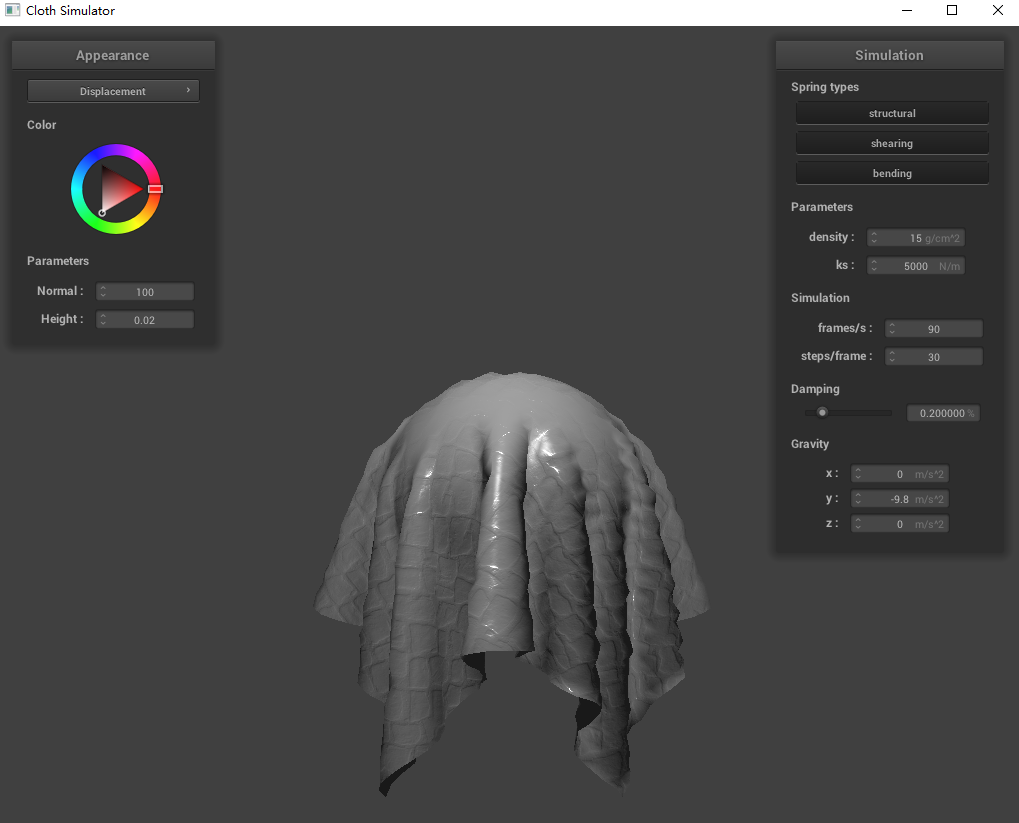 Cloth Simulator
Appearance
Displacement
Color
Parameters
Normal : 100
Height : 0.02
Simulation
Spring types
structural
shearing
bending
Parameters
density : 15 g/cm^2
ks : 5000 N/m
Simulation
frames/s : 90
steps/frame : 30
Damping
0.200000 %
Gravity
x : 0 m/s^2
y : -9.8 m/s^2
z : 0 m/s^2